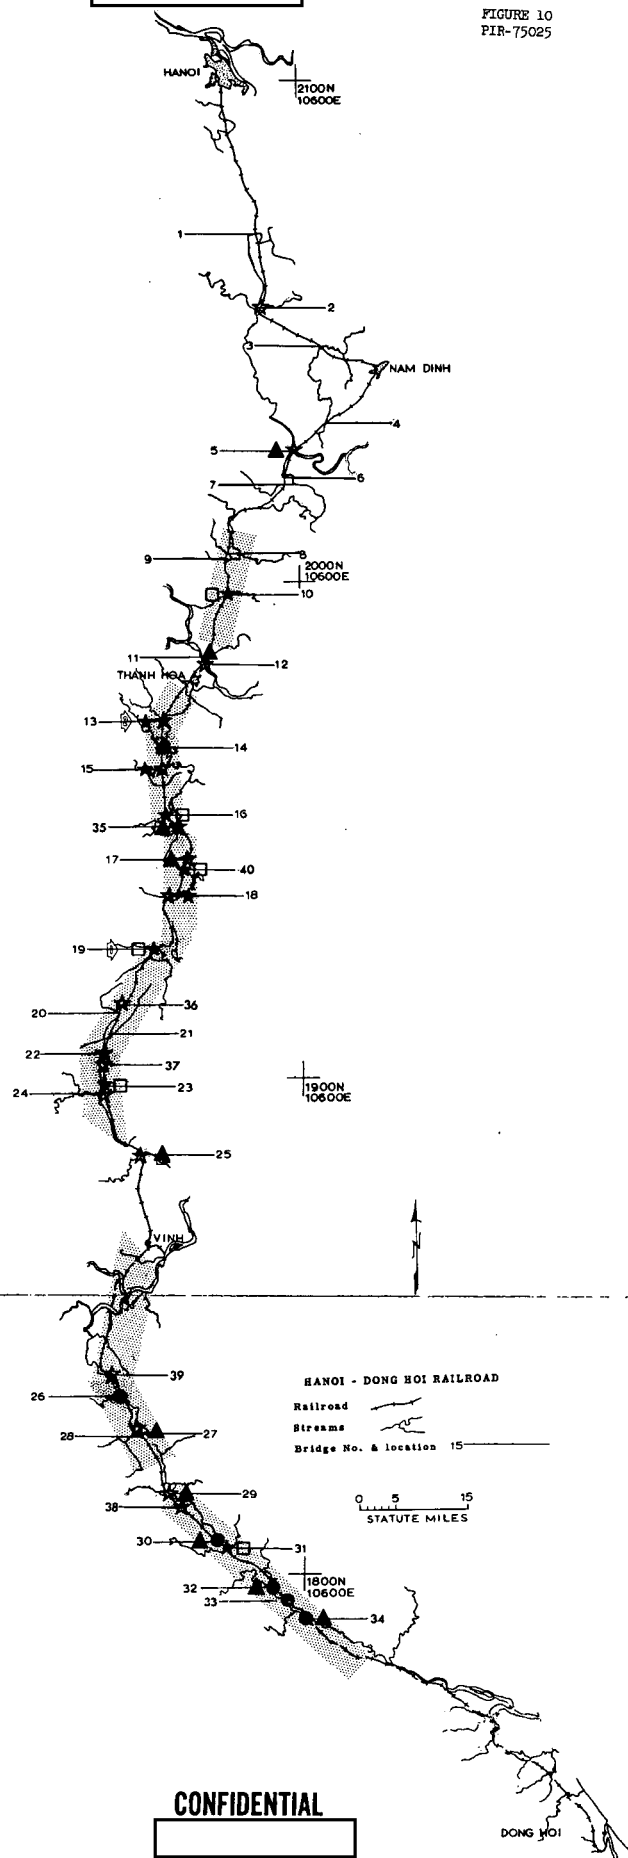 FIGURE 10
PIR-75025
HANOI
2100N
10600E
1
2
3
NAM DINH
4
5
6
7
8
9
2000N
10600E
10
11
12
THANH HOA
13
14
15
16
35
17
40
18
19
36
20
21
22
37
1900N
10600E
23
24
25
VINH
N
39
HANOI - DONG HOI RAILROAD
26
Railroad
Streams
27
28
Bridge No. & location 15
29
0 5 15
38
STATUTE MILES
30
31
1800N
10600E
32
33
34
CONFIDENTIAL
DONG HOI